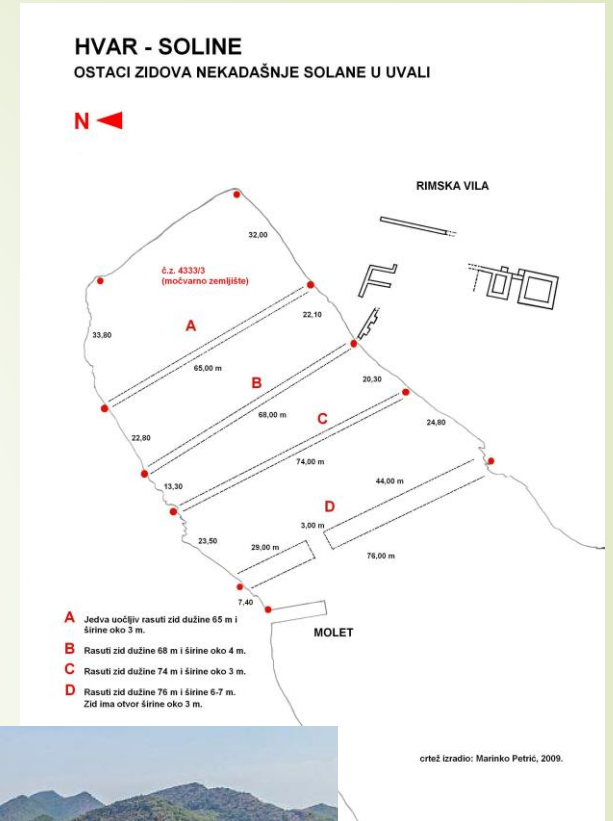 HVAR - SOLINE
OSTACI ZIDOVA NEKADAŠNJE SOLANE U UVALI
N
RIMSKA VILA
32,00
č.z. 4333/3
(močvarno zemljište)
22,10
33,80
A
65,00 m
20,30
B
68,00 m
24,80
C
22,80
74,00 m
13,30
44,00 m
D
3,00 m
23,50
29,00 m
76,00 m
7,40
MOLET
A Jedva uočljiv rasuti zid dužine 65 m i
širine oko 3 m.
B Rasuti zid dužine 68 m i širine oko 4 m.
C Rasuti zid dužine 74 m i širine oko 3 m.
D Rasuti zid dužine 76 m i širine 6-7 m.
Zid ima otvor širine oko 3 m.
crtež izradio: Marinko Petrić, 2009.